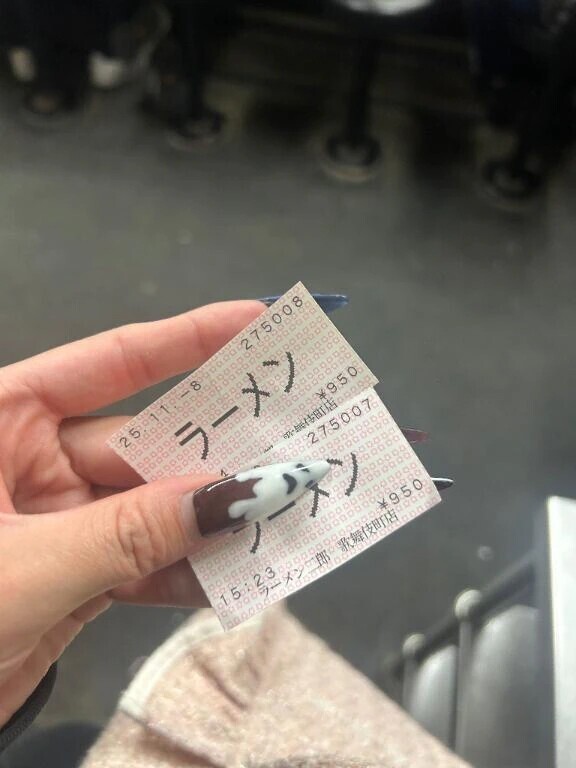 25.11.-8 275008
ラーメン
¥950
歌舞伎町店
275007
ーメン
¥950
15:23
ラーメン二郎 歌舞伎町店